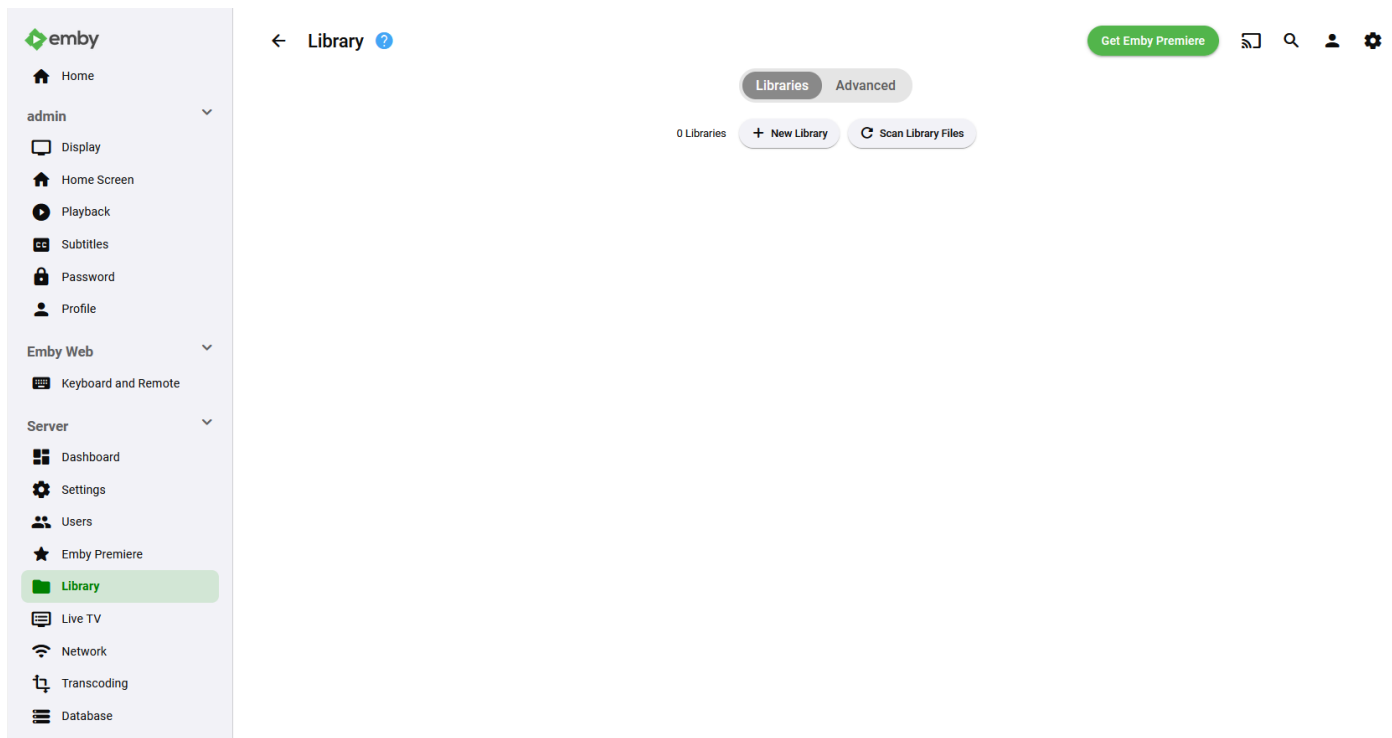 emby
Library ?
Get Emby Premiere
Home
Libraries Advanced
0 Libraries + New Library Scan Library Files
admin
Display
Home Screen
Playback
CC Subtitles
Password
Profile
Emby Web
Keyboard and Remote
Server
Dashboard
Settings
Users
Emby Premiere
Library
Live TV
Network
Transcoding
Database